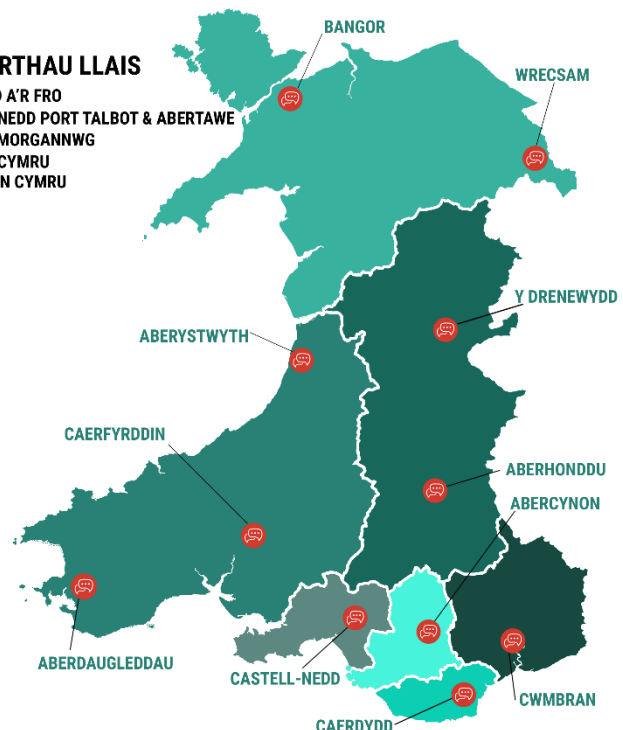 BANGOR
RTHAU LLAIS
A'R FRO
NEDD PORT TALBOT & ABERTAWE
MORGANNWG
CYMRU
N CYMRU
WRECSAM
Y DRENEWYDD
ABERYSTWYTH
CAERFYRDDIN
ABERHONDDU
ABERCYNON
ABERDAUGLEDDAU
CASTELL-NEDD
CWMBRAN
CAERDYDD